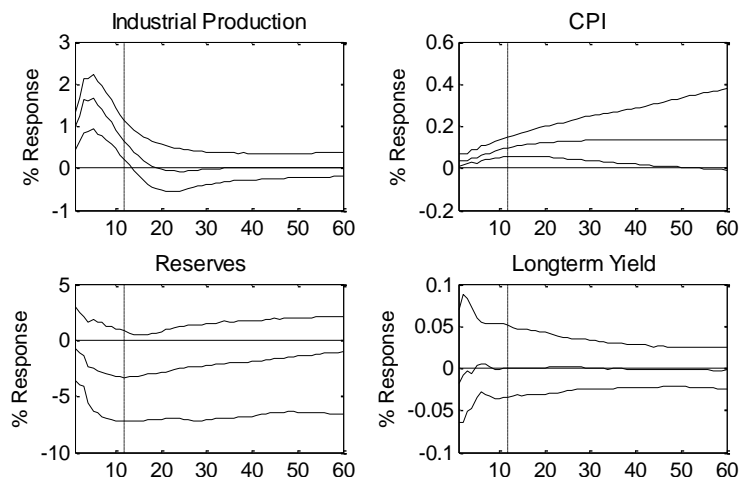 Industrial Production
% Response
3
2
1
0
-1
10 20 30 40 50 60
CPI
% Response
0.6
0.4
0.2
0
-0.2
10 20 30 40 50 60
Reserves
% Response
5
0
-5
-10
10 20 30 40 50 60
Longterm Yield
% Response
0.1
0.05
0
-0.05
-0.1
10 20 30 40 50 60